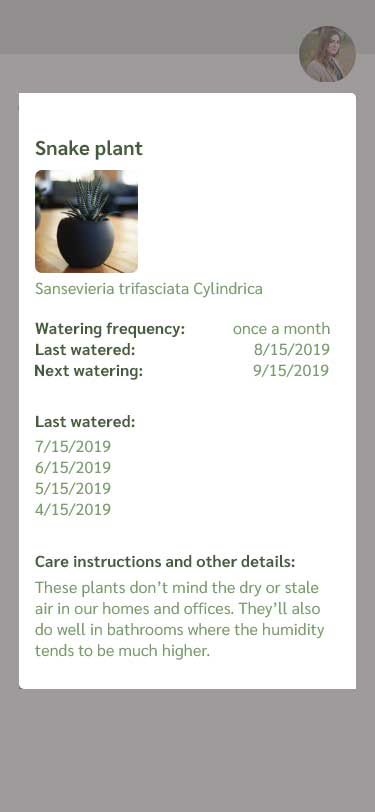 Snake plant
Sansevieria trifasciata Cylindrica
Watering frequency: once a month
Last watered: 8/15/2019
Next watering: 9/15/2019
Last watered:
7/15/2019
6/15/2019
5/15/2019
4/15/2019
Care instructions and other details:
These plants don’t mind the dry or stale
air in our homes and offices. They’ll also
do well in bathrooms where the humidity
tends to be much higher.